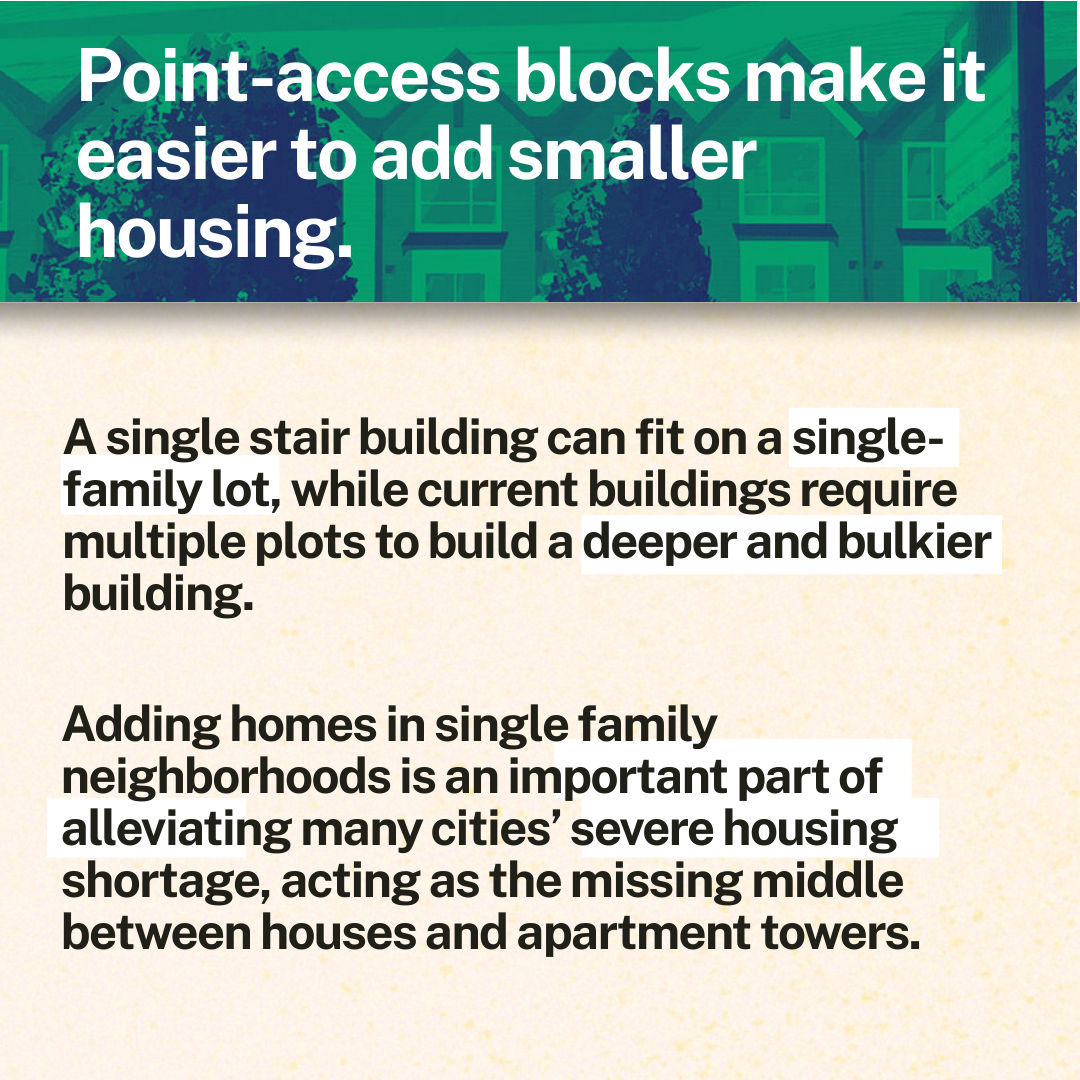 Point-access blocks make it
easier to add smaller
housing.
A single stair building can fit on a single-
family lot, while current buildings require
multiple plots to build a deeper and bulkier
building.
Adding homes in single family
neighborhoods is an important part of
alleviating many cities’ severe housing
shortage, acting as the missing middle
between houses and apartment towers.